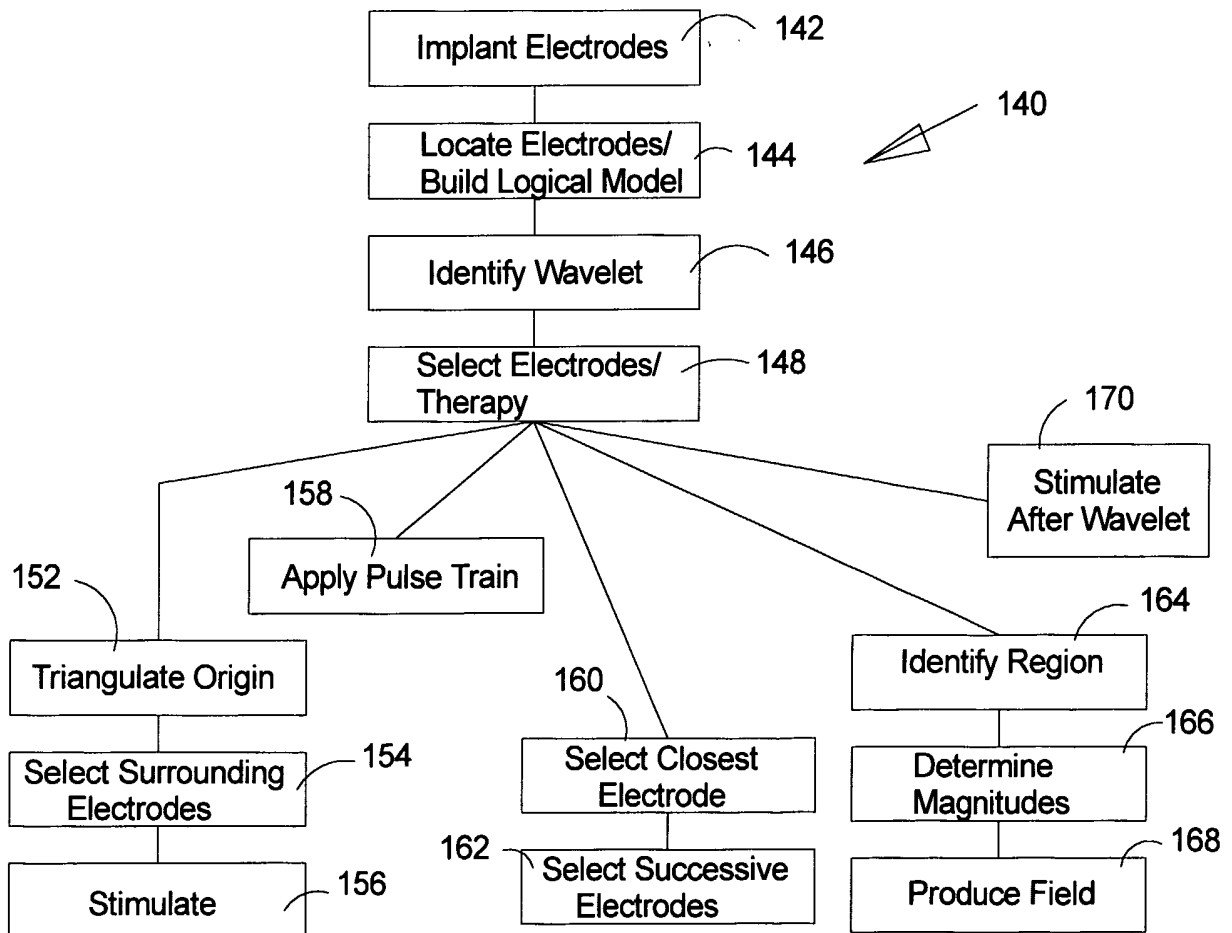 Implant Electrodes
142
140
Locate Electrodes/
Build Logical Model
144
Identify Wavelet
146
Select Electrodes/
Therapy
148
170
Stimulate
After Wavelet
158
Apply Pulse Train
152
Triangulate Origin
164
Identify Region
160
Select Closest
Electrode
166
Determine
Magnitudes
Select Surrounding
Electrodes
154
162
Select Successive
Electrodes
168
Produce Field
Stimulate
156